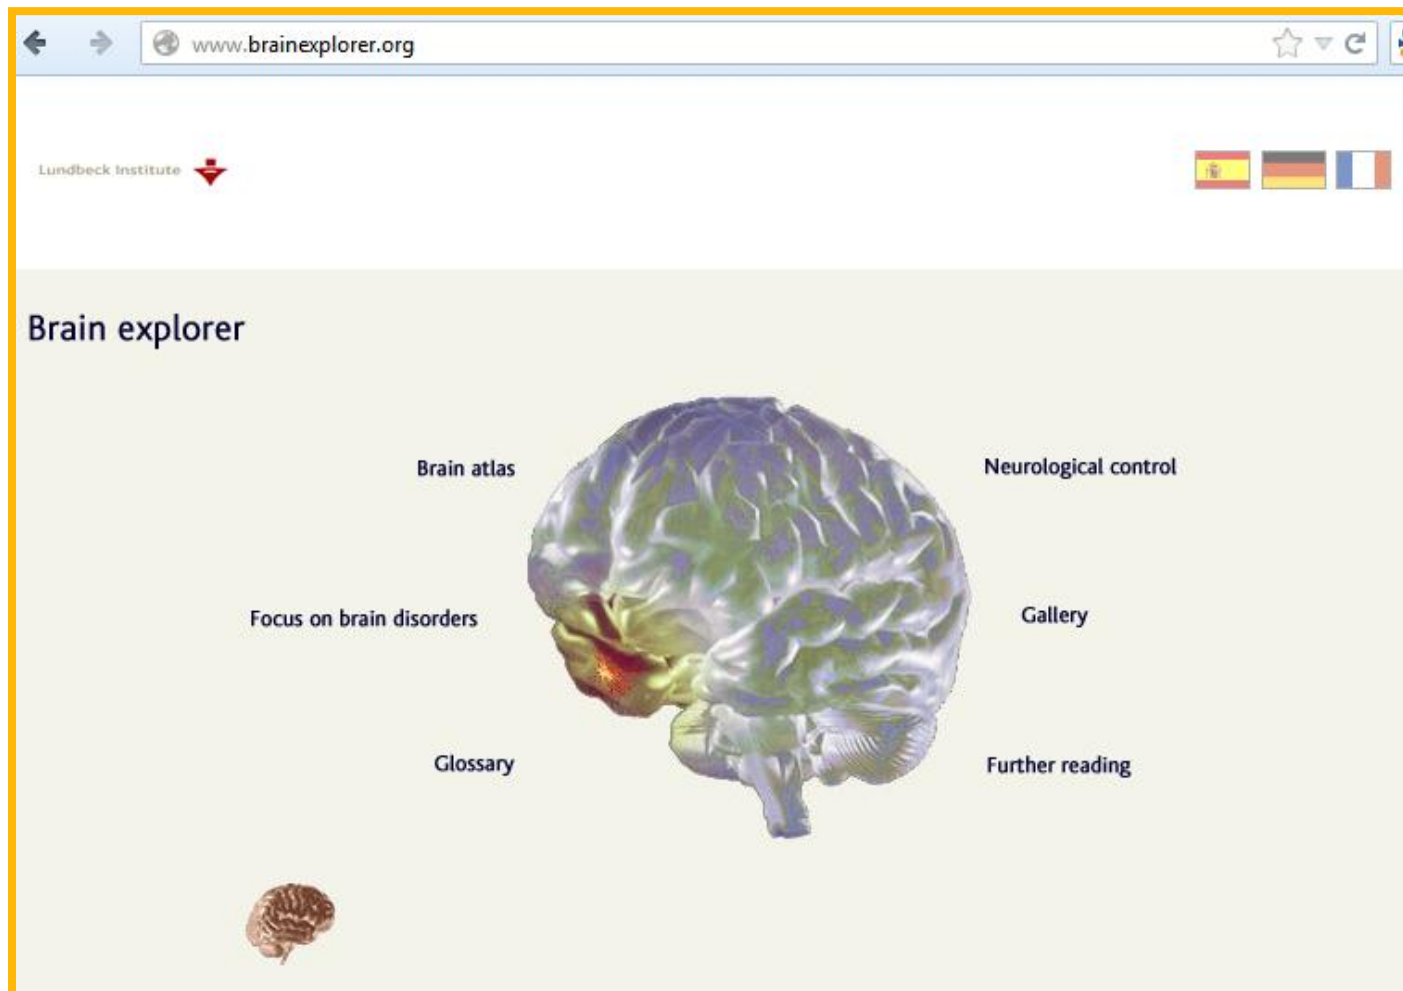 www.brainexplorer.org
Lundbeck Institute
Brain explorer
Brain atlas
Neurological control
Focus on brain disorders
Gallery
Glossary
Further reading